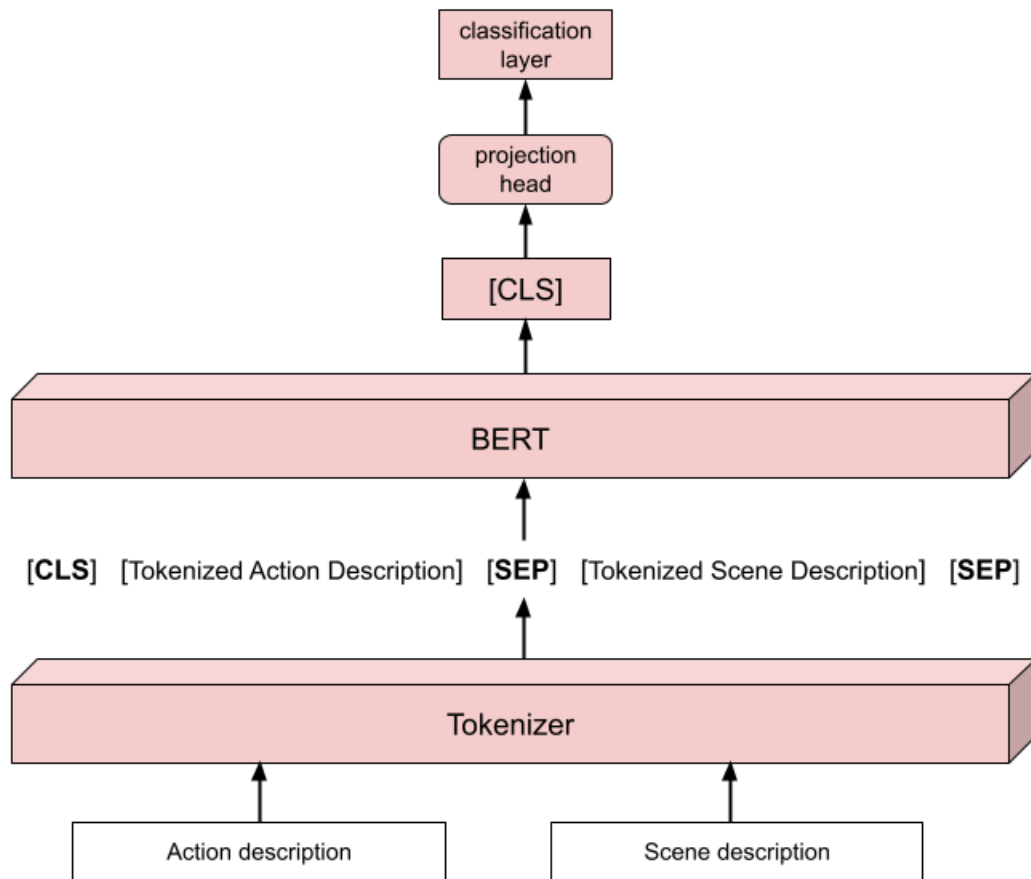 classification
layer
projection
head
[CLS]
BERT
[CLS] [Tokenized Action Description] [SEP] [Tokenized Scene Description] [SEP]
Tokenizer
Action description
Scene description